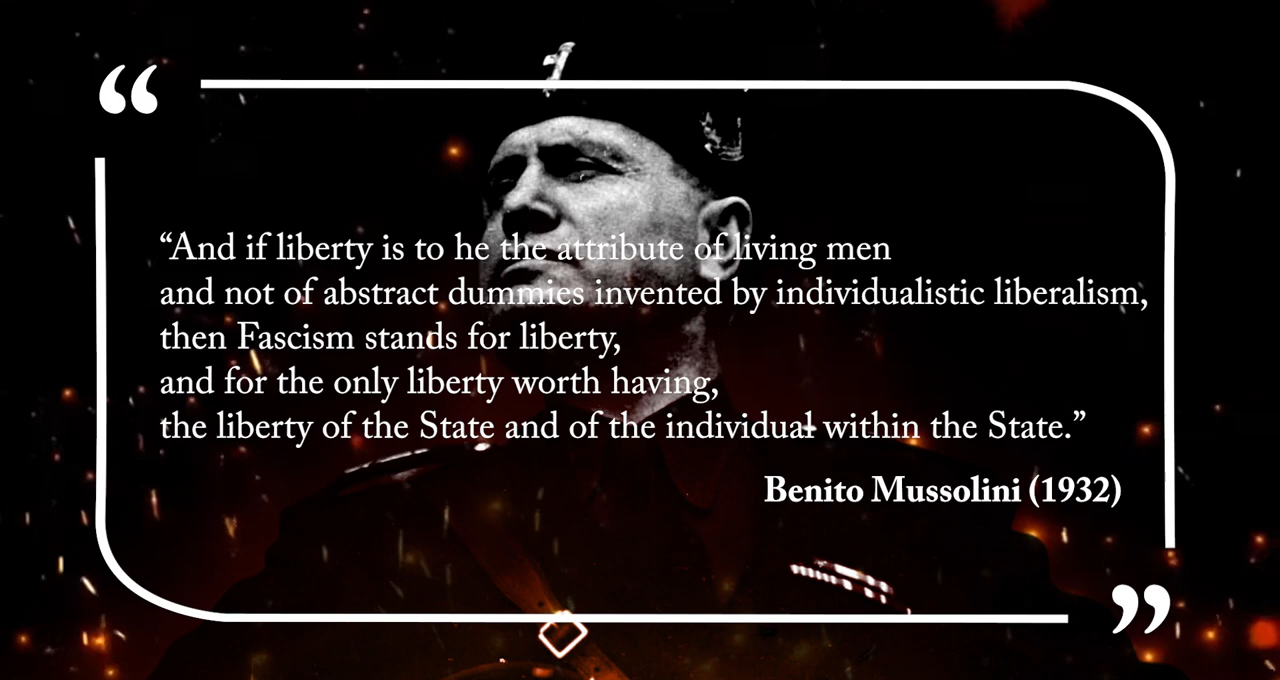 “And if liberty is to he the attribute of living men
and not of abstract dummies invented by individualistic liberalism,
then Fascism stands for liberty,
and for the only liberty worth having,
the liberty of the State and of the individual within the State.”
Benito Mussolini (1932)